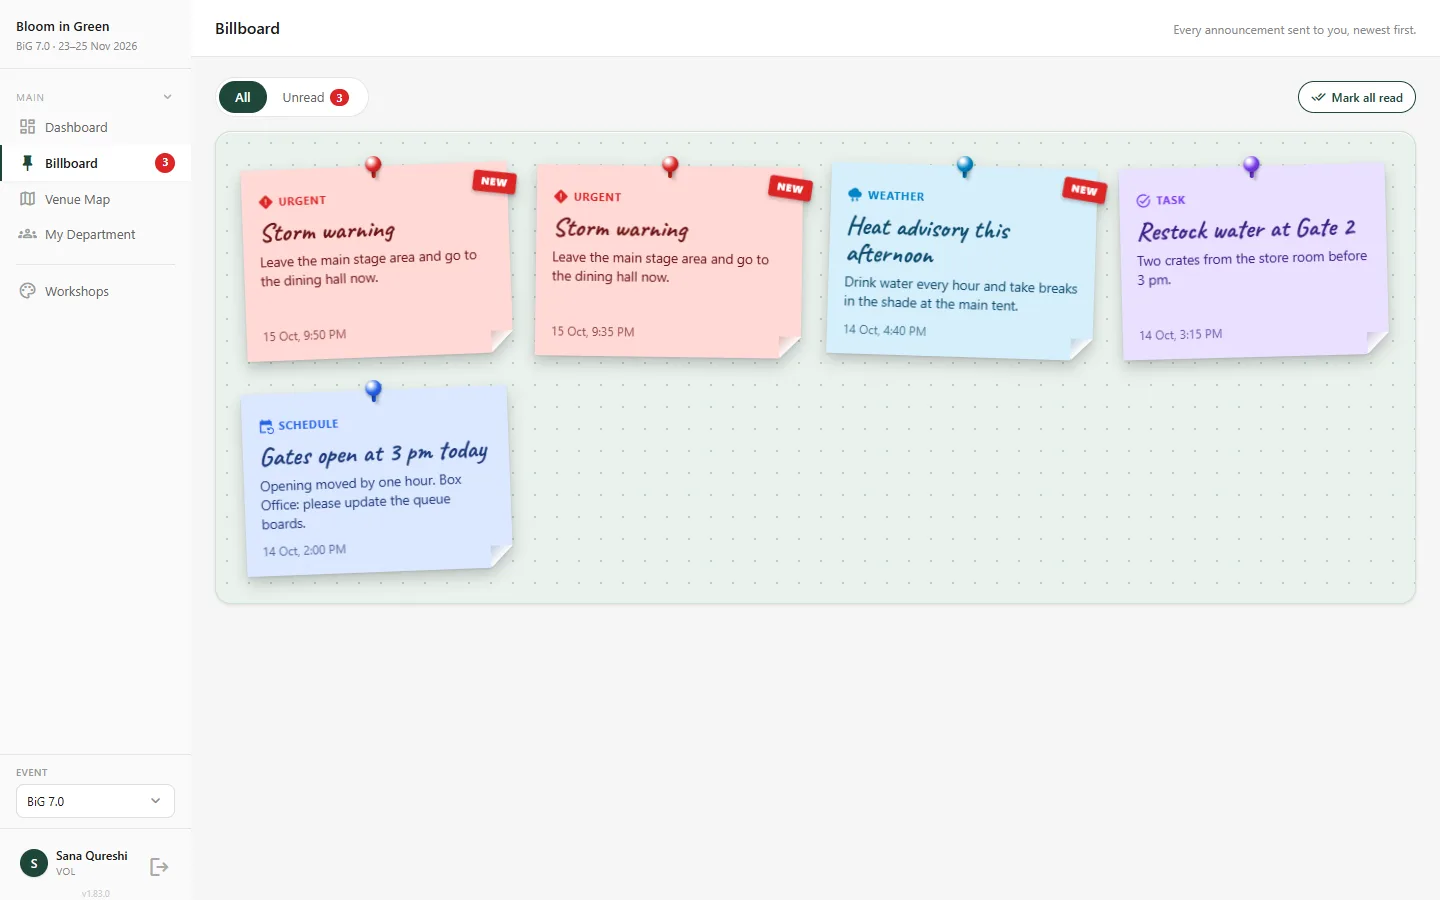 Bloom in Green
BiG 7.0 · 23–25 Nov 2026
MAIN
Dashboard
Billboard 3
Venue Map
My Department
Workshops
EVENT
BiG 7.0
S
Sana Qureshi
VOL
v1.83.0
Billboard
Every announcement sent to you, newest first.
All
Unread 3
Mark all read
NEW
URGENT
Storm warning
Leave the main stage area and go to
the dining hall now.
15 Oct, 9:50 PM
NEW
URGENT
Storm warning
Leave the main stage area and go to
the dining hall now.
15 Oct, 9:35 PM
NEW
WEATHER
Heat advisory this
afternoon
Drink water every hour and take breaks
in the shade at the main tent.
14 Oct, 4:40 PM
TASK
Restock water at Gate 2
Two crates from the store room before
3 pm.
14 Oct, 3:15 PM
SCHEDULE
Gates open at 3 pm today
Opening moved by one hour. Box
Office: please update the queue
boards.
14 Oct, 2:00 PM